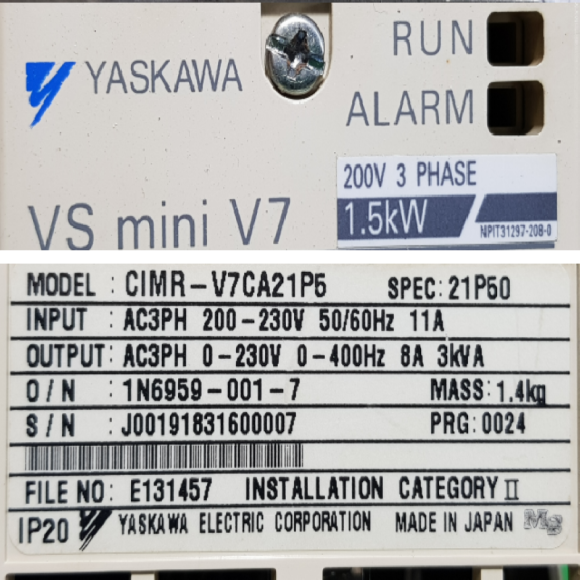 YASKAWA
RUN
ALARM
VS mini V7
200V 3 PHASE
1.5kW
NPIT31297-208-0
MODEL : CIMR-V7CA21P5 SPEC: 21P50
INPUT : AC3PH 200-230V 50/60Hz 11A
OUTPUT: AC3PH 0-230V 0-400Hz 8A 3kVA
O/N : 1N6959-001-7 MASS: 1.4kg
S/N : J00191831600007 PRG: 0024
FILE NO: E131457 INSTALLATION CATEGORY II
IP20 YASKAWA ELECTRIC CORPORATION MADE IN JAPAN